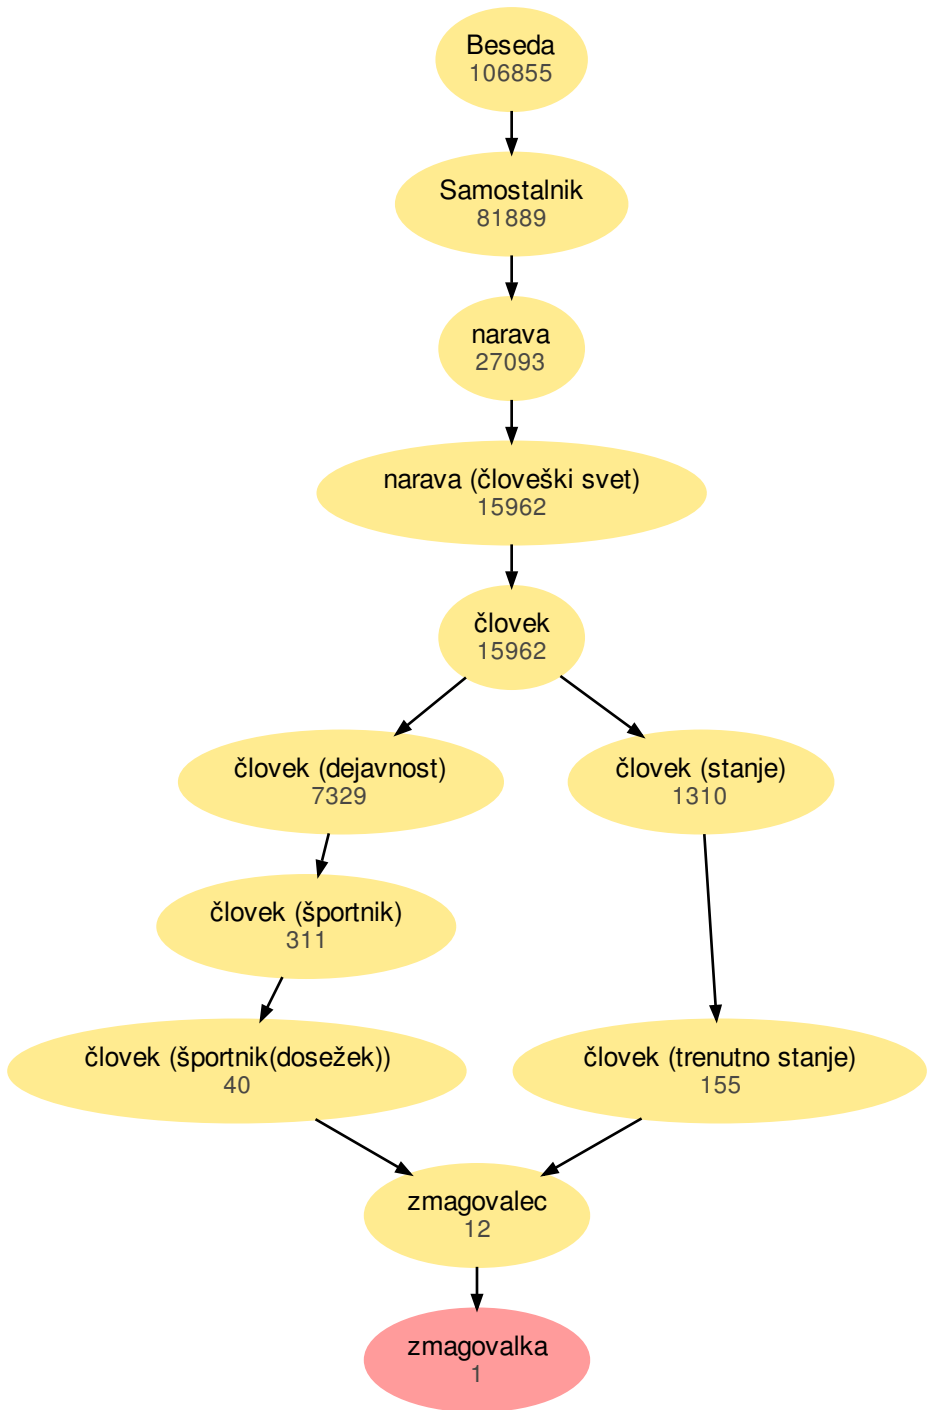 Beseda
106855
Samostalnik
81889
narava
27093
narava (človeški svet)
15962
človek
15962
človek (dejavnost)
7329
človek (stanje)
1310
človek (športnik)
311
človek (športnik(dosežek))
40
človek (trenutno stanje)
155
zmagovalec
12
zmagovalka
1